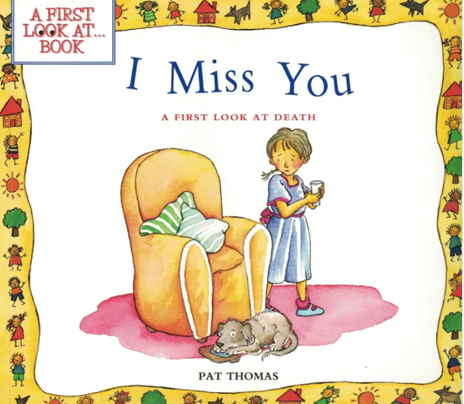 A FIRST
LOOK AT...
BOOK
I Miss You
A FIRST LOOK AT DEATH
PAT THOMAS